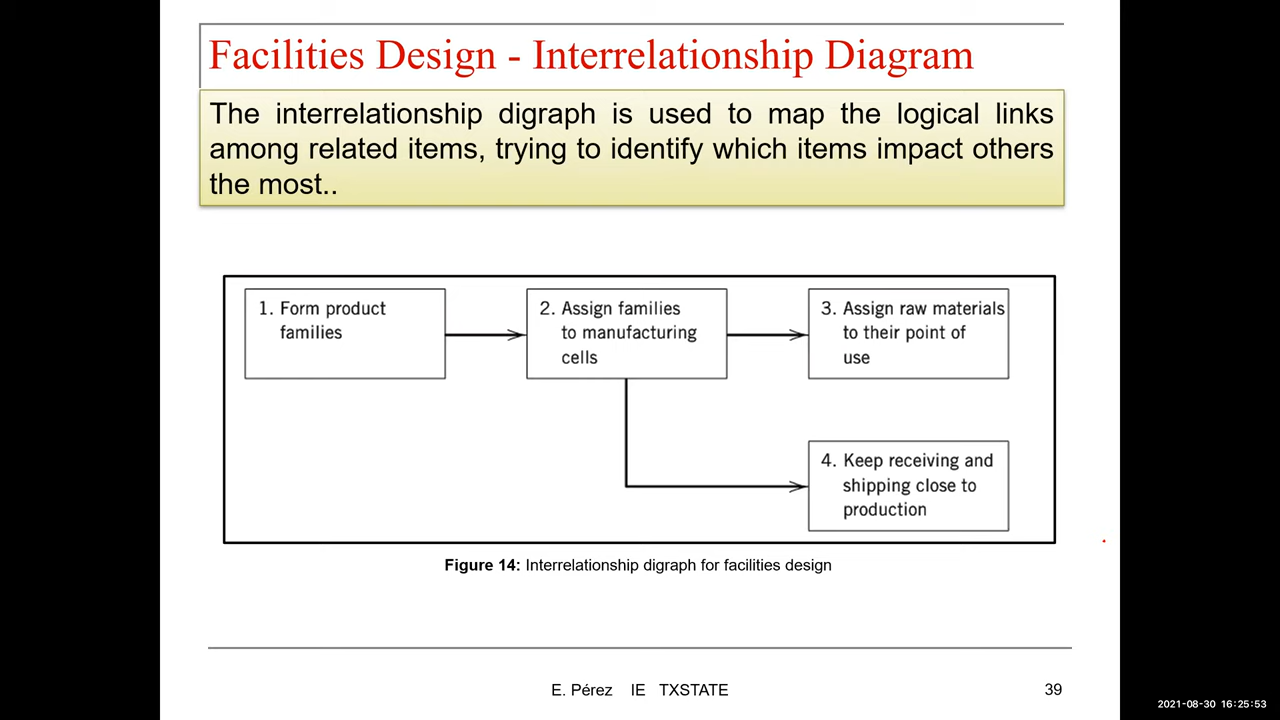 Facilities Design - Interrelationship Diagram
The interrelationship digraph is used to map the logical links
among related items, trying to identify which items impact others
the most..
1. Form product
families
2. Assign families
to manufacturing
cells
3. Assign raw materials
to their point of
use
4. Keep receiving and
shipping close to
production
Figure 14: Interrelationship digraph for facilities design
E. Pérez IE TXSTATE
39
2021-08-30 16:25:53